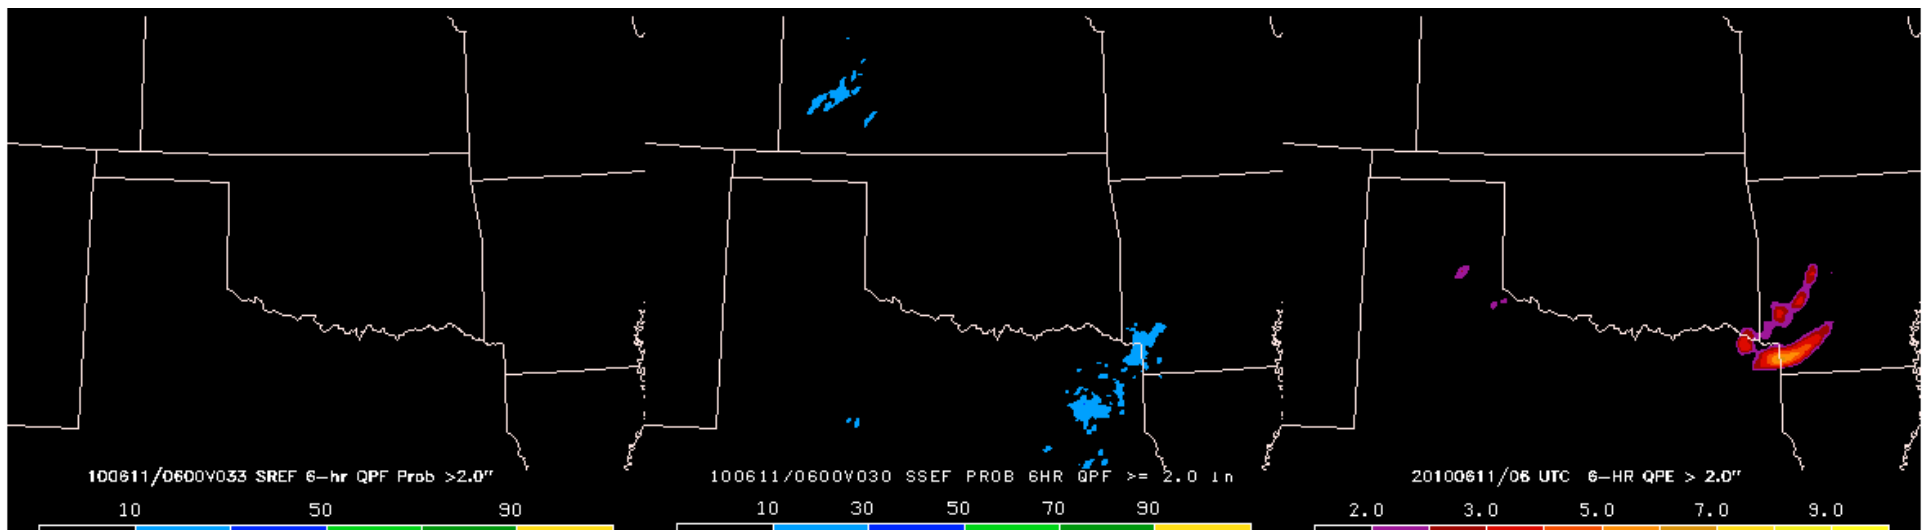 100611/0600V033 SREF 6-hr QPF Prob >2.0"
100611/0600V030 SSEF PROB 6HR QPF >= 2.0 in
20100611/06 UTC 6-HR QPE > 2.0"
10 50 90
10 30 50 70 90
2.0 3.0 5.0 7.0 9.0